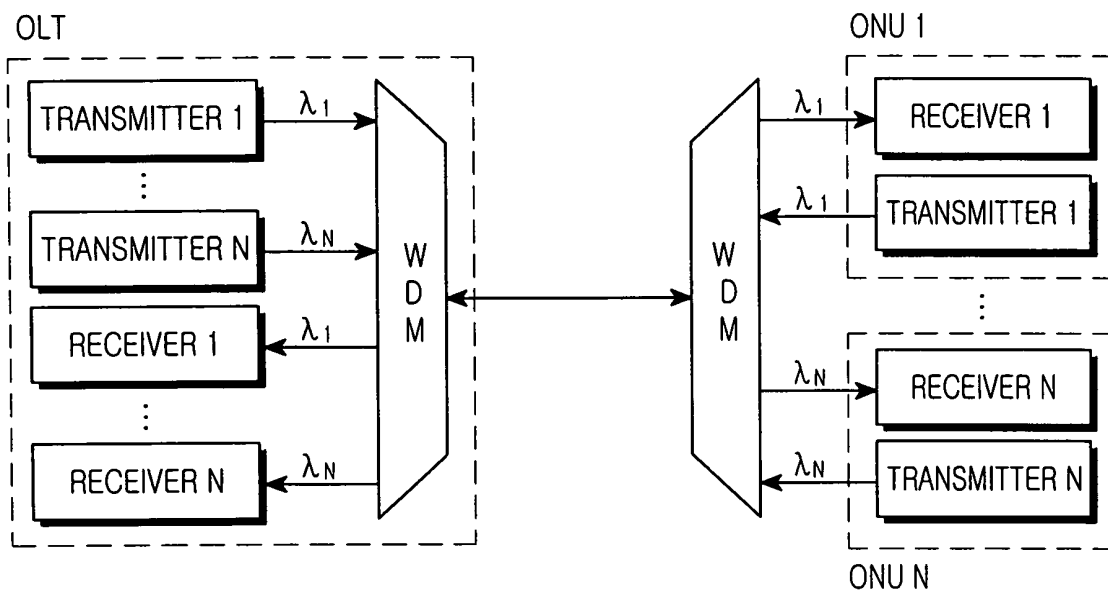 OLT
TRANSMITTER 1
λ1
⋮
TRANSMITTER N
λN
RECEIVER 1
λ1
⋮
RECEIVER N
λN
W
D
M
W
D
M
ONU 1
λ1
RECEIVER 1
λ1
TRANSMITTER 1
⋮
λN
RECEIVER N
λN
TRANSMITTER N
ONU N